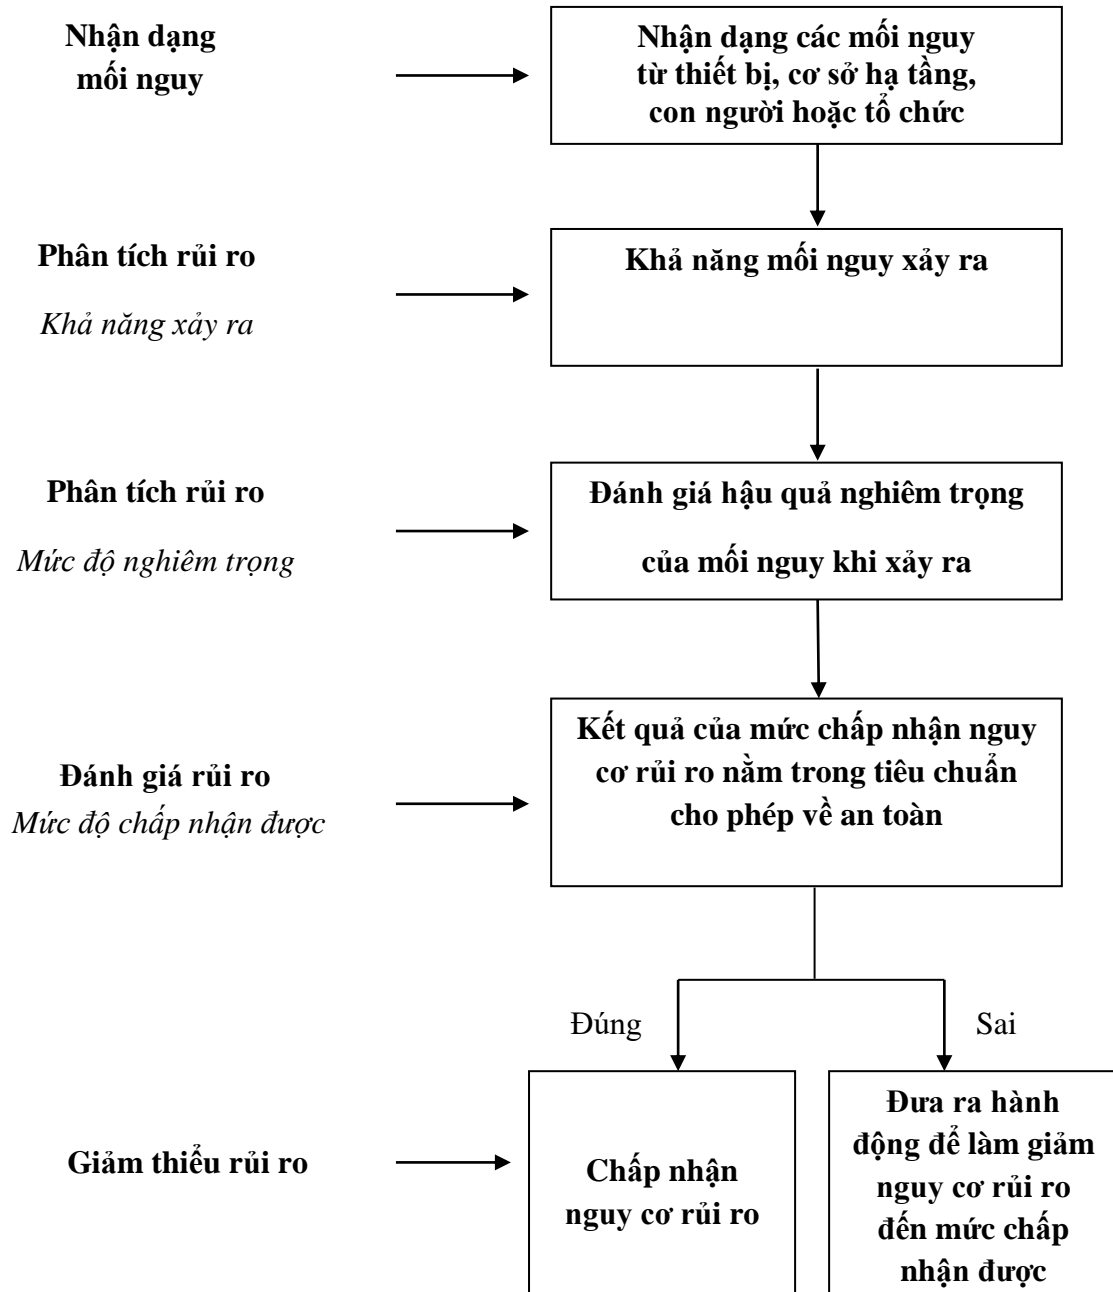 Nhận dạng
mối nguy
Nhận dạng các mối nguy
từ thiết bị, cơ sở hạ tầng,
con người hoặc tổ chức
Phân tích rủi ro
Khả năng xảy ra
Khả năng mối nguy xảy ra
Phân tích rủi ro
Mức độ nghiêm trọng
Đánh giá hậu quả nghiêm trọng
của mối nguy khi xảy ra
Đánh giá rủi ro
Mức độ chấp nhận được
Kết quả của mức chấp nhận nguy
cơ rủi ro nằm trong tiêu chuẩn
cho phép về an toàn
Đúng
Sai
Giảm thiểu rủi ro
Chấp nhận
nguy cơ rủi ro
Đưa ra hành
động để làm giảm
nguy cơ rủi ro
đến mức chấp
nhận được